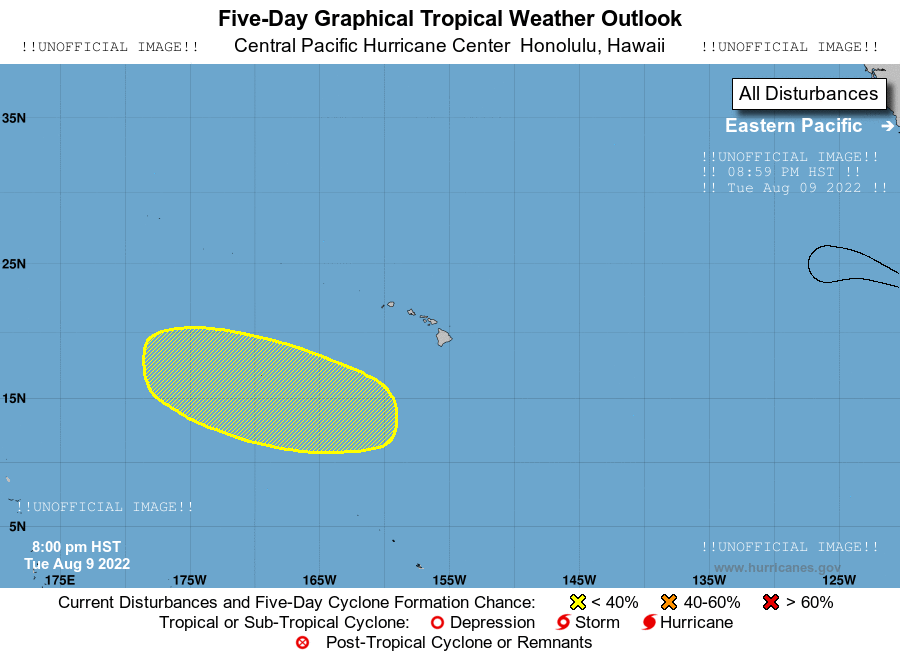 Five-Day Graphical Tropical Weather Outlook
!!UNOFFICIAL IMAGE!! Central Pacific Hurricane Center Honolulu, Hawaii !!UNOFFICIAL IMAGE!!
All Disturbances
35N
Eastern Pacific
!!UNOFFICIAL IMAGE!!
!! 08:59 PM HST !!
!! Tue Aug 09 2022 !!
25N
15N
!!UNOFFICIAL IMAGE!!
5N
8:00 pm HST
Tue Aug 9 2022
!!UNOFFICIAL IMAGE!!
www.hurricanes.gov
175E 175W 165W 155W 145W 135W 125W
Current Disturbances and Five-Day Cyclone Formation Chance: < 40% 40-60% > 60%
Tropical or Sub-Tropical Cyclone: Depression Storm Hurricane
Post-Tropical Cyclone or Remnants